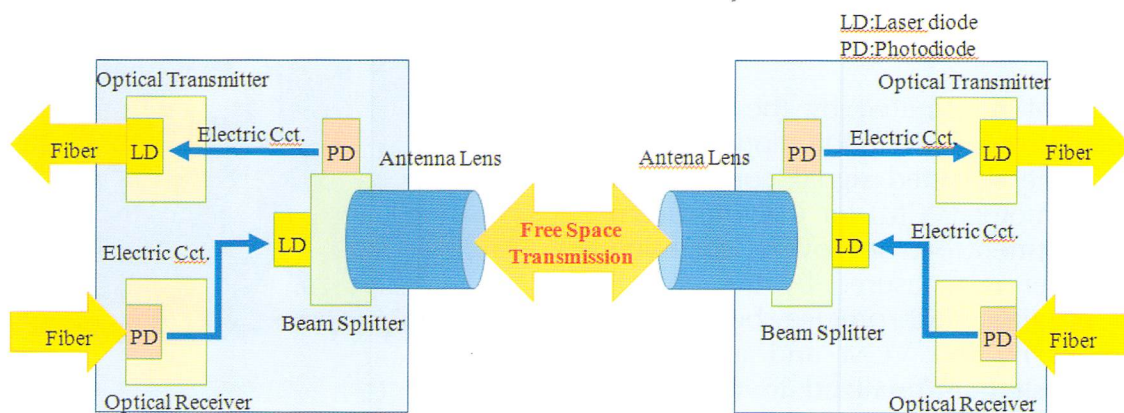 LD:Laser diode
PD:Photodiode
Optical Transmitter
Optical Transmitter
Fiber
LD
Electric Cct.
PD
Antenna Lens
Antena Lens
PD
Electric Cct.
LD
Fiber
Free Space
Transmission
LD
Electric Cct.
LD
Electric Cct.
Beam Splitter
Beam Splitter
Fiber
PD
PD
Fiber
Optical Receiver
Optical Receiver